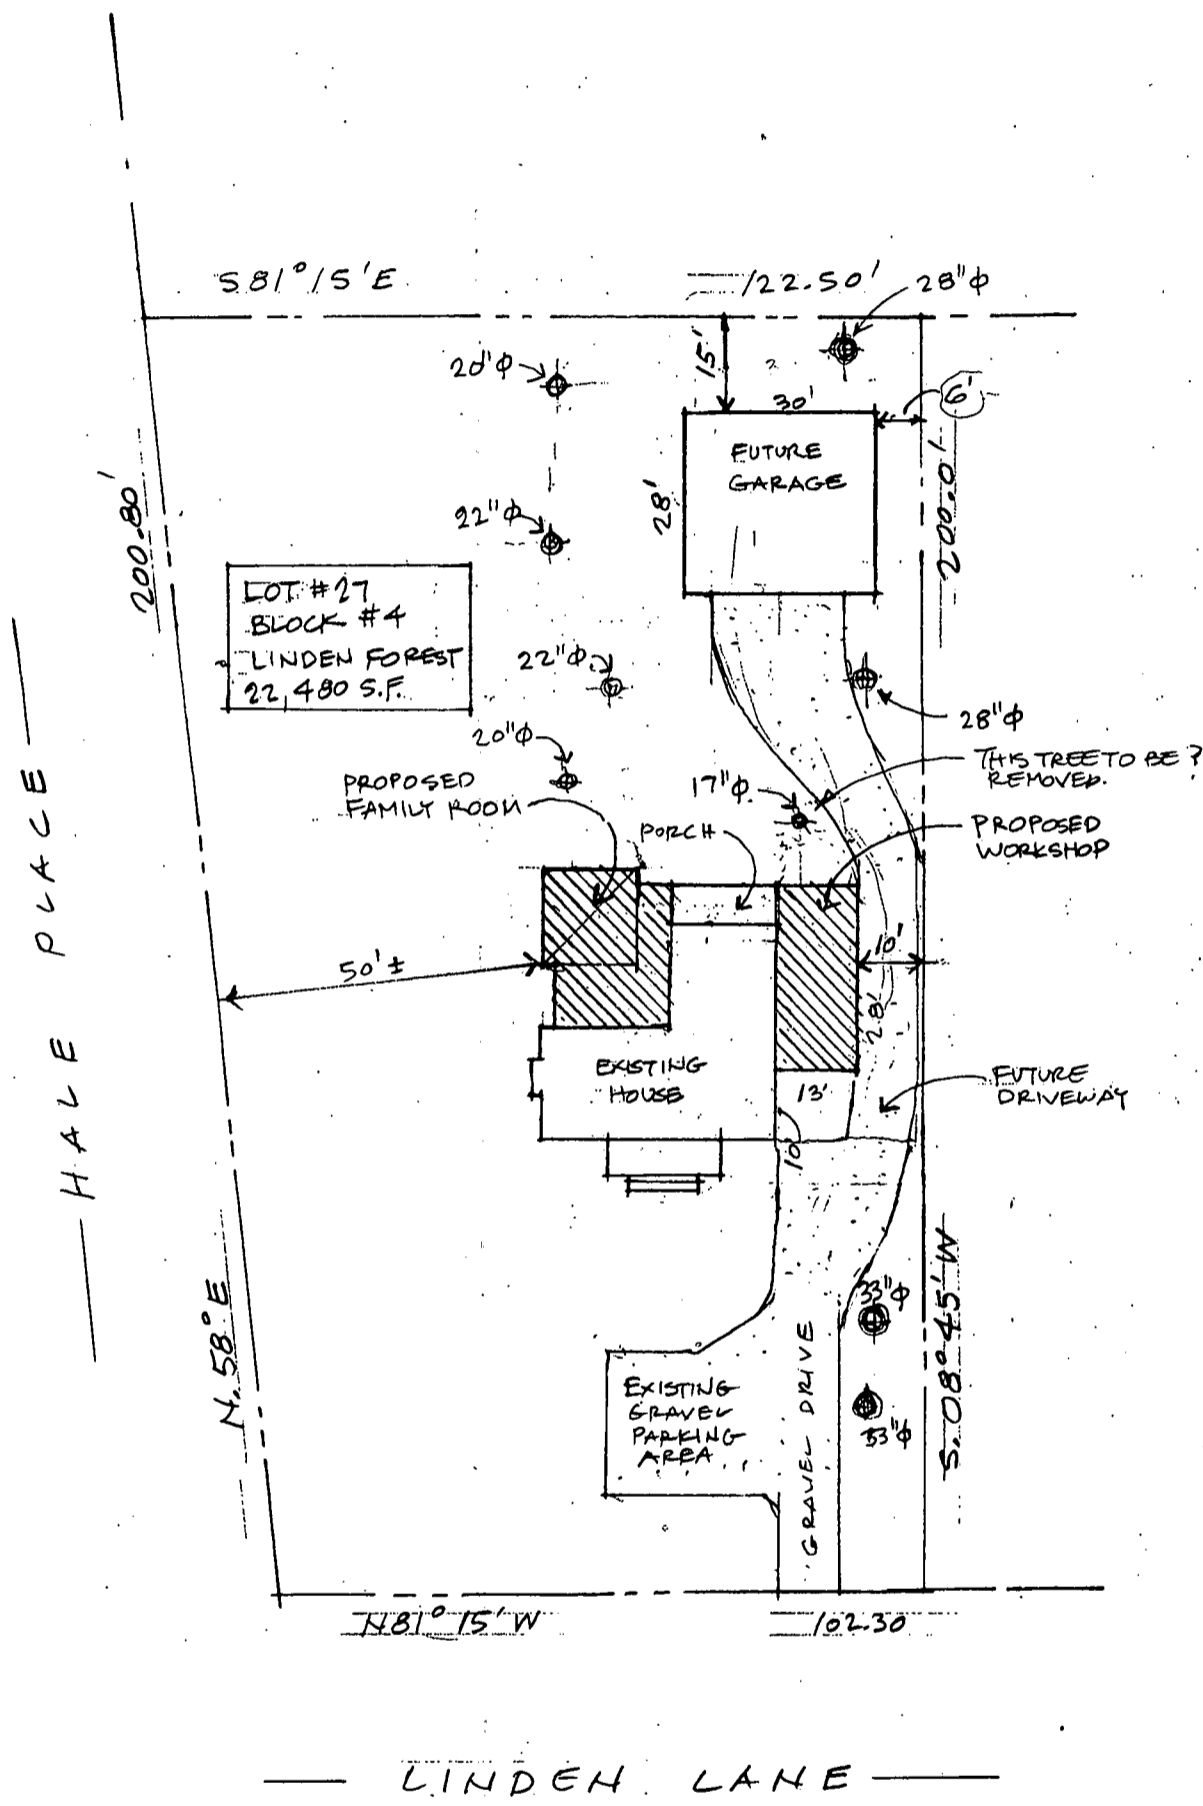 S 81° 15' E
122.50'
28"ϕ
20"ϕ
15'
30'
6'
FUTURE
GARAGE
28'
200.0'
200.80'
22"ϕ
LOT #27
BLOCK #4
LINDEN FOREST
22,480 S.F.
22"ϕ
28"ϕ
20"ϕ
THIS TREE TO BE ?
REMOVED.
PROPOSED
FAMILY ROOM
17"ϕ
PORCH
PROPOSED
WORKSHOP
HALE PLACE
50'±
10'
28'
EXISTING
HOUSE
13'
FUTURE
DRIVEWAY
10'
N. 58° E
33"ϕ
S. 08° 45' W
EXISTING
GRAVEL
PARKING
AREA
GRAVEL DRIVE
33"ϕ
N 81° 15' W
102.30
LINDEN LANE